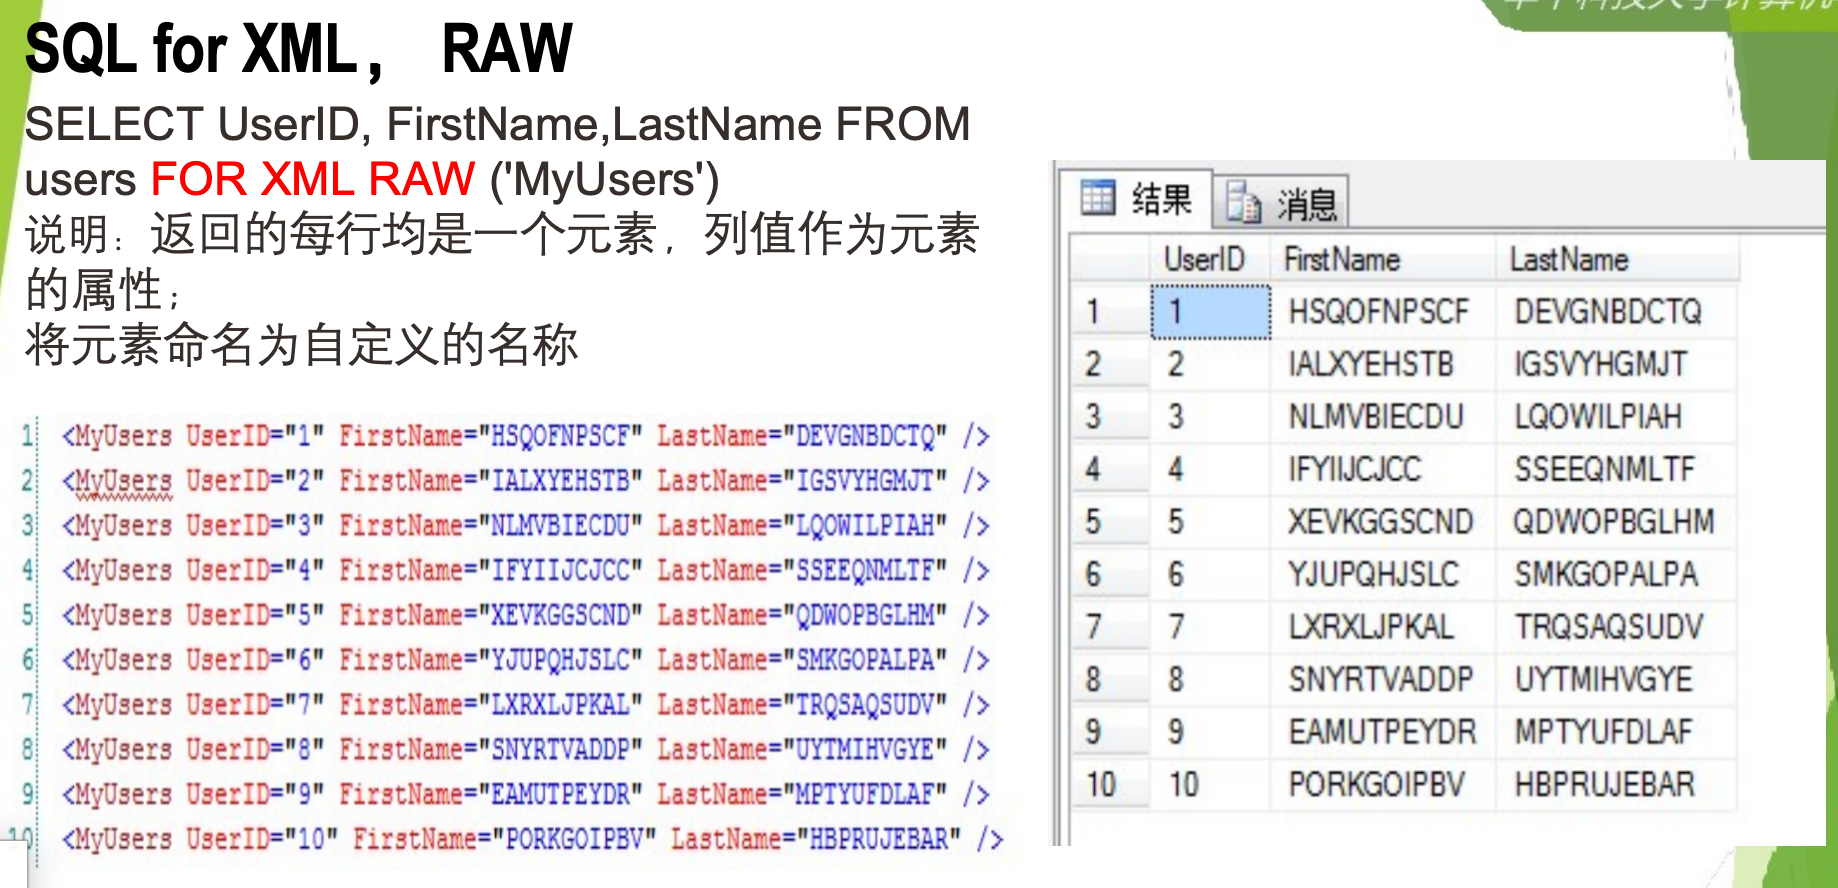 SQL for XML， RAW
SELECT UserID, FirstName,LastName FROM
users FOR XML RAW ('MyUsers')
说明：返回的每行均是一个元素，列值作为元素
的属性；
将元素命名为自定义的名称
1 <MyUsers UserID="1" FirstName="HSQOFNPSCF" LastName="DEVGNBDCTQ" />
2 <MyUsers UserID="2" FirstName="IALXYEHSTB" LastName="IGSVYHGMJT" />
3 <MyUsers UserID="3" FirstName="NLMVBIECDU" LastName="LQOWILPIAH" />
4 <MyUsers UserID="4" FirstName="IFYIIJCJCC" LastName="SSEEQNMLTF" />
5 <MyUsers UserID="5" FirstName="XEVKGGSCND" LastName="QDWOPBGLHM" />
6 <MyUsers UserID="6" FirstName="YJUPQHJSLC" LastName="SMKGOPALPA" />
7 <MyUsers UserID="7" FirstName="LXRXLJPKAL" LastName="TRQSAQSUDV" />
8 <MyUsers UserID="8" FirstName="SNYRTVADDP" LastName="UYTMIHVGYE" />
9 <MyUsers UserID="9" FirstName="EAMUTPEYDR" LastName="MPTYUFDLAF" />
10 <MyUsers UserID="10" FirstName="PORKGOIPBV" LastName="HBPRUJEBAR" />
结果 消息
UserID FirstName LastName
1 1 HSQOFNPSCF DEVGNBDCTQ
2 2 IALXYEHSTB IGSVYHGMJT
3 3 NLMVBIECDU LQOWILPIAH
4 4 IFYIIJCJCC SSEEQNMLTF
5 5 XEVKGGSCND QDWOPBGLHM
6 6 YJUPQHJSLC SMKGOPALPA
7 7 LXRXLJPKAL TRQSAQSUDV
8 8 SNYRTVADDP UYTMIHVGYE
9 9 EAMUTPEYDR MPTYUFDLAF
10 10 PORKGOIPBV HBPRUJEBAR